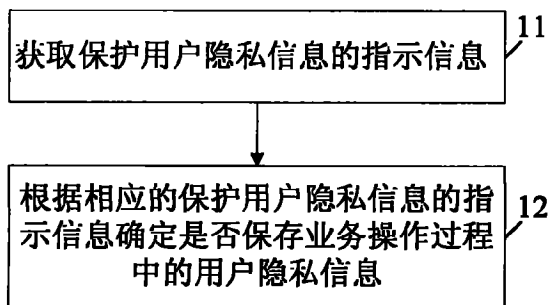 11
获取保护用户隐私信息的指示信息
根据相应的保护用户隐私信息的指
示信息确定是否保存业务操作过程
中的用户隐私信息
12